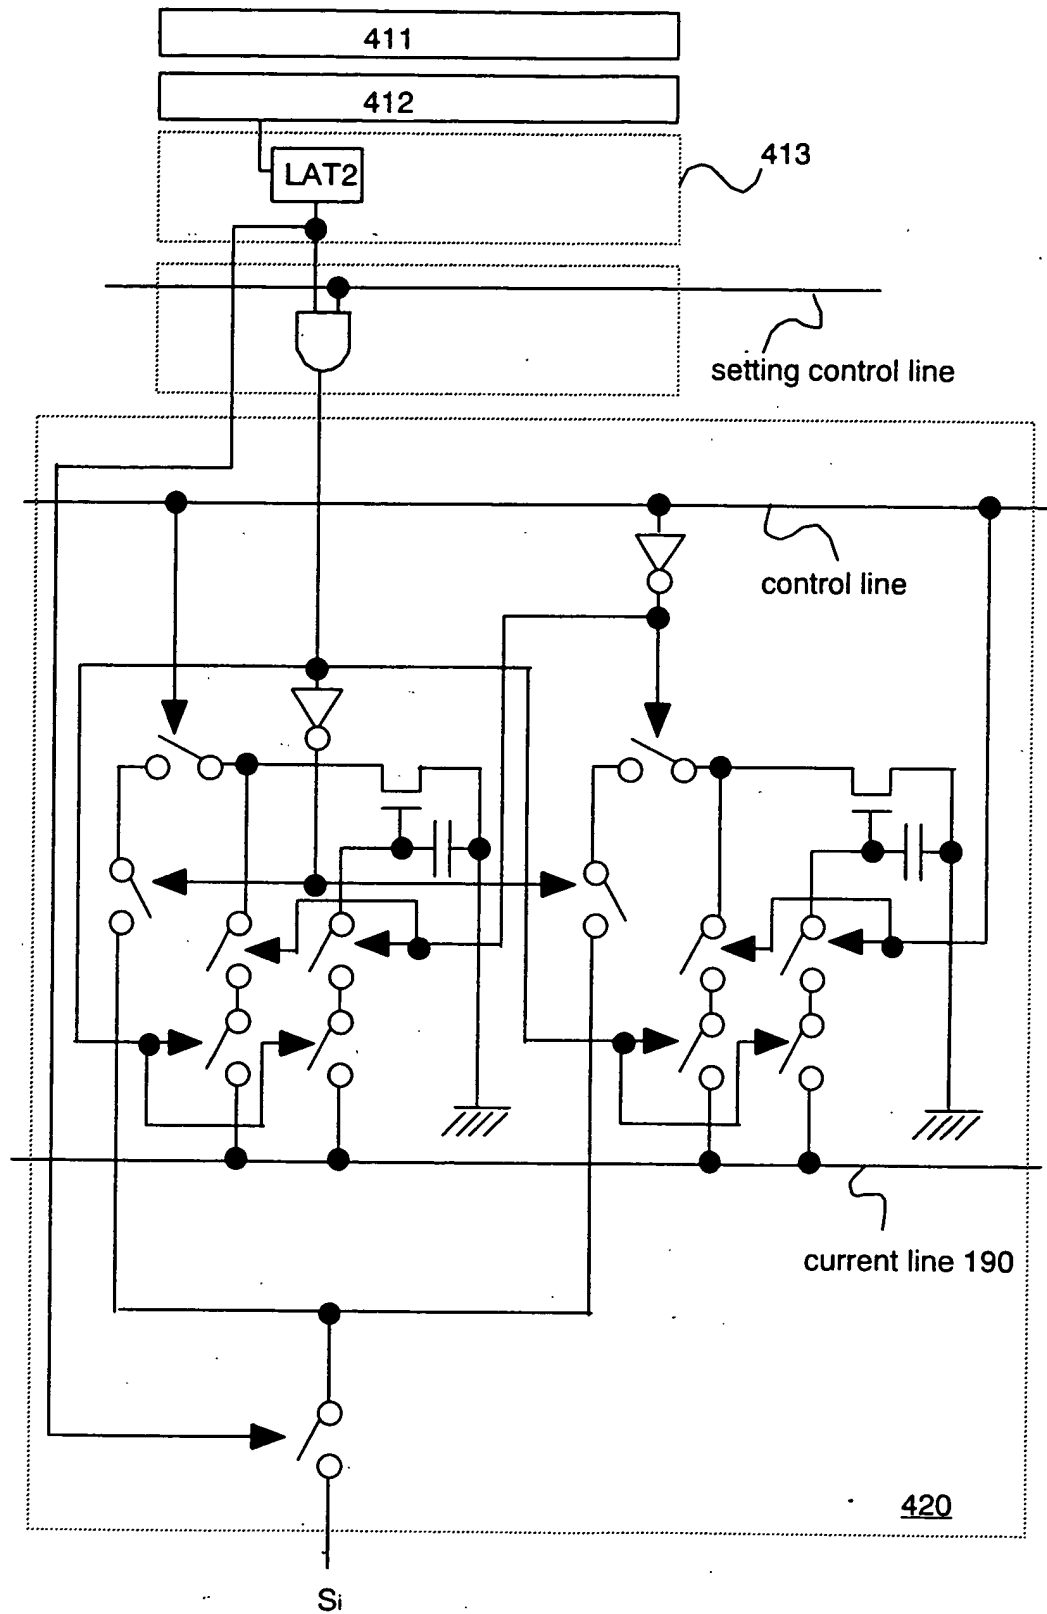 411
412
LAT2
413
setting control line
control line
current line 190
420
Si